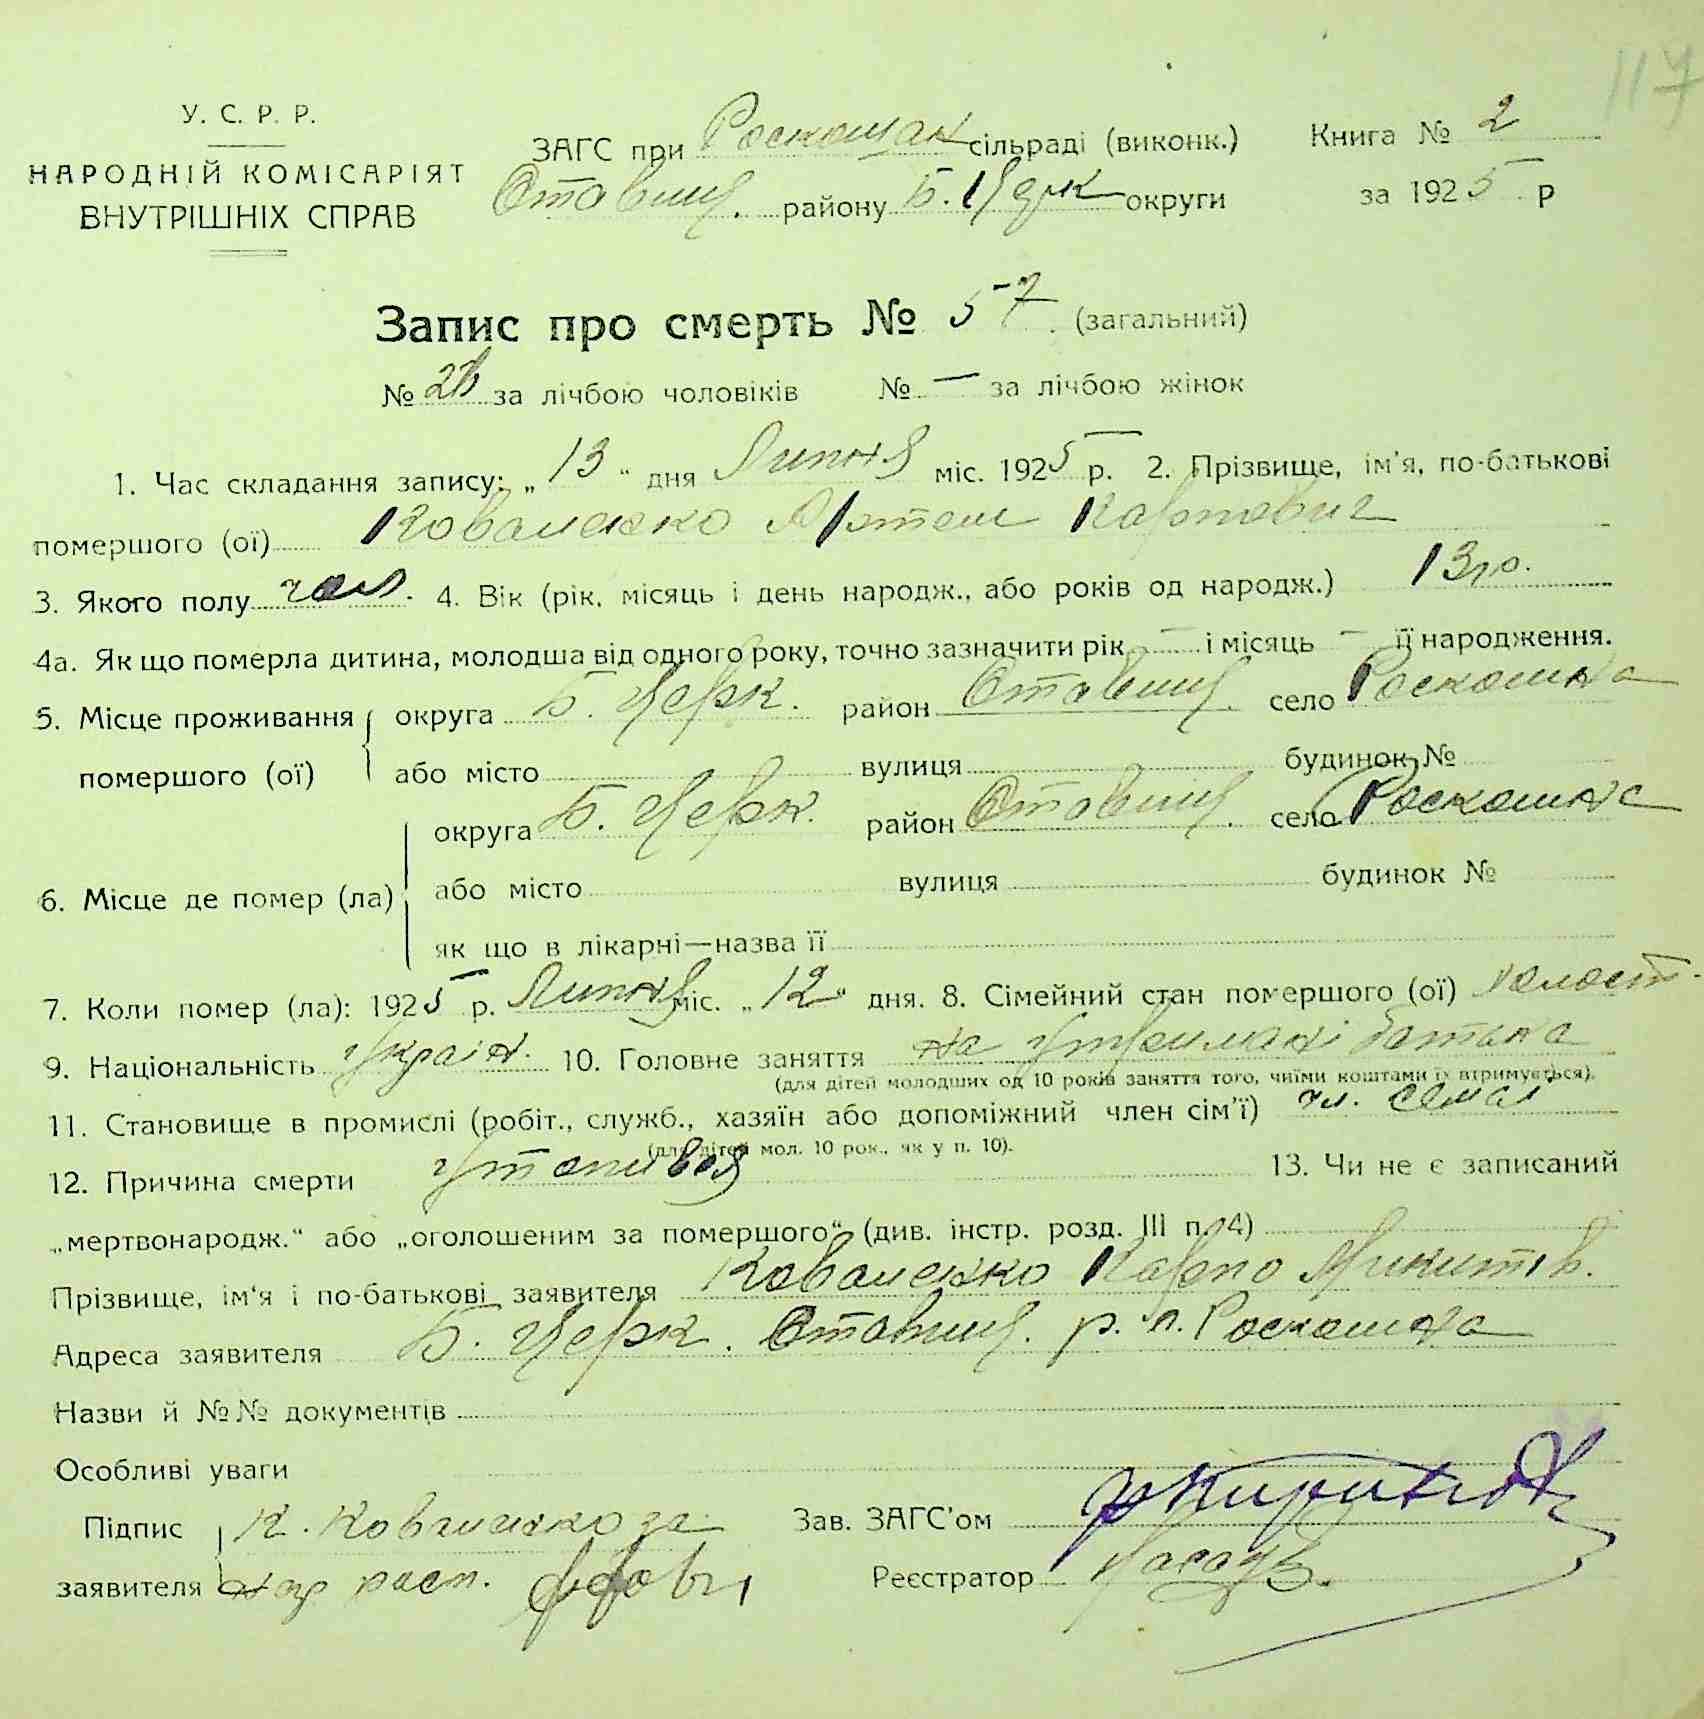 117
У. С. Р. Р.
НАРОДНІЙ КОМІСАРІЯТ
ВНУТРІШНІХ СПРАВ
ЗАГС при Роскошан сільраді (виконк.) Книга № 2
Ставищ. району Б. Церк округи за 1925 р
Запис про смерть № 57 (загальний)
№ 26 за лічбою чоловіків № — за лічбою жінок
1. Час складання запису: „13“ дня Липня міс. 1925 р. 2. Прізвище, ім'я, по-батькові
помершого (ої) Коваленко Артем Карпович
3. Якого полу чол. 4. Вік (рік, місяць і день народж., або років од народж.) 13 ро.
4а. Як що померла дитина, молодша від одного року, точно зазначити рік — і місяць — її народження.
5. Місце проживання помершого (ої) округа Б. Церк. район Ставищ. село Роскошна
або місто вулиця будинок №
6. Місце де помер (ла) округа Б. Церк. район Ставищ. село Роскошна
або місто вулиця будинок №
як що в лікарні—назва її
7. Коли помер (ла): 1925 р. Липня міс. „12“ дня. 8. Сімейний стан помершого (ої) холост.
9. Національність Україн. 10. Головне заняття на утримані батька
(для дітей молодших од 10 років заняття того, чиїми коштами їх втримується).
11. Становище в промислі (робіт., служб., хазяїн або допоміжний член сім'ї) чл. семьї
(для дітей мол. 10 рок., як у п. 10).
12. Причина смерти утопився 13. Чи не є записаний
„мертвонародж.“ або „оголошеним за помершого“ (див. інстр. розд. III п. 4)
Прізвище, ім'я і по-батькові заявителя Коваленко Карпо Микитів.
Адреса заявителя Б. Церк. Ставищ. р. с. Роскошна
Назви й №№ документів
Особливі уваги
Підпис заявителя К. Коваленко за Зав. ЗАГС'ом
расп. Реєстратор